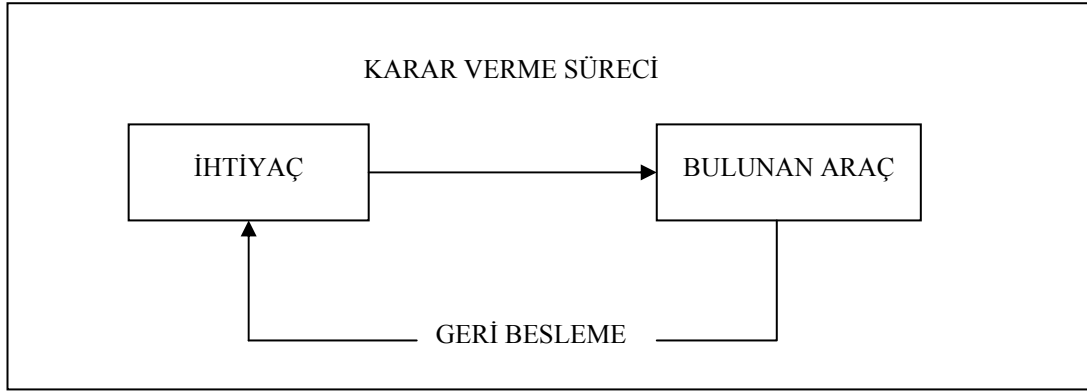 KARAR VERME SÜRECİ
İHTİYAÇ
BULUNAN ARAÇ
GERİ BESLEME